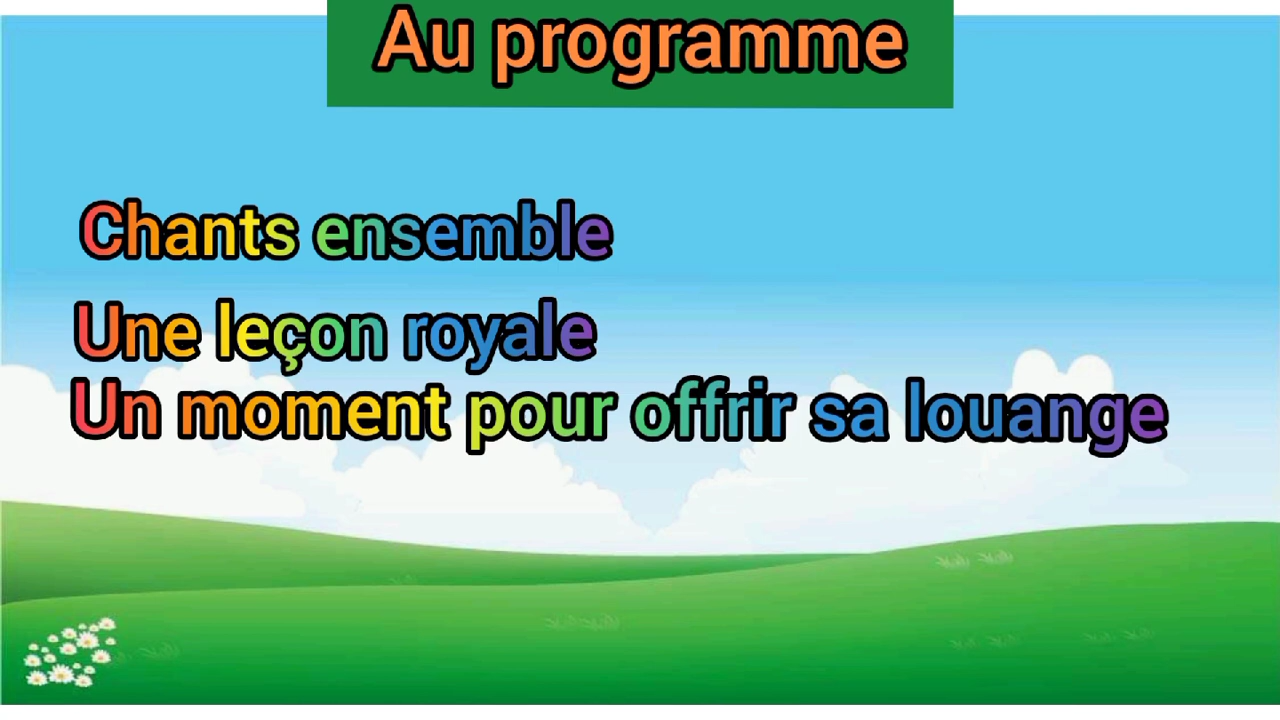 Au programme
Chants ensemble
Une leçon royale
Un moment pour offrir sa louange